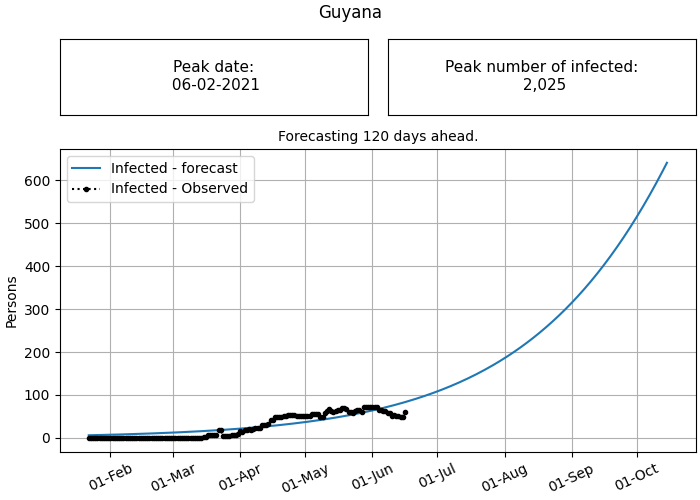 Guyana
Peak date:
06-02-2021
Peak number of infected:
2,025
Forecasting 120 days ahead.
Infected - forecast
Infected - Observed
Persons
600
500
400
300
200
100
0
01-Feb
01-Mar
01-Apr
01-May
01-Jun
01-Jul
01-Aug
01-Sep
01-Oct